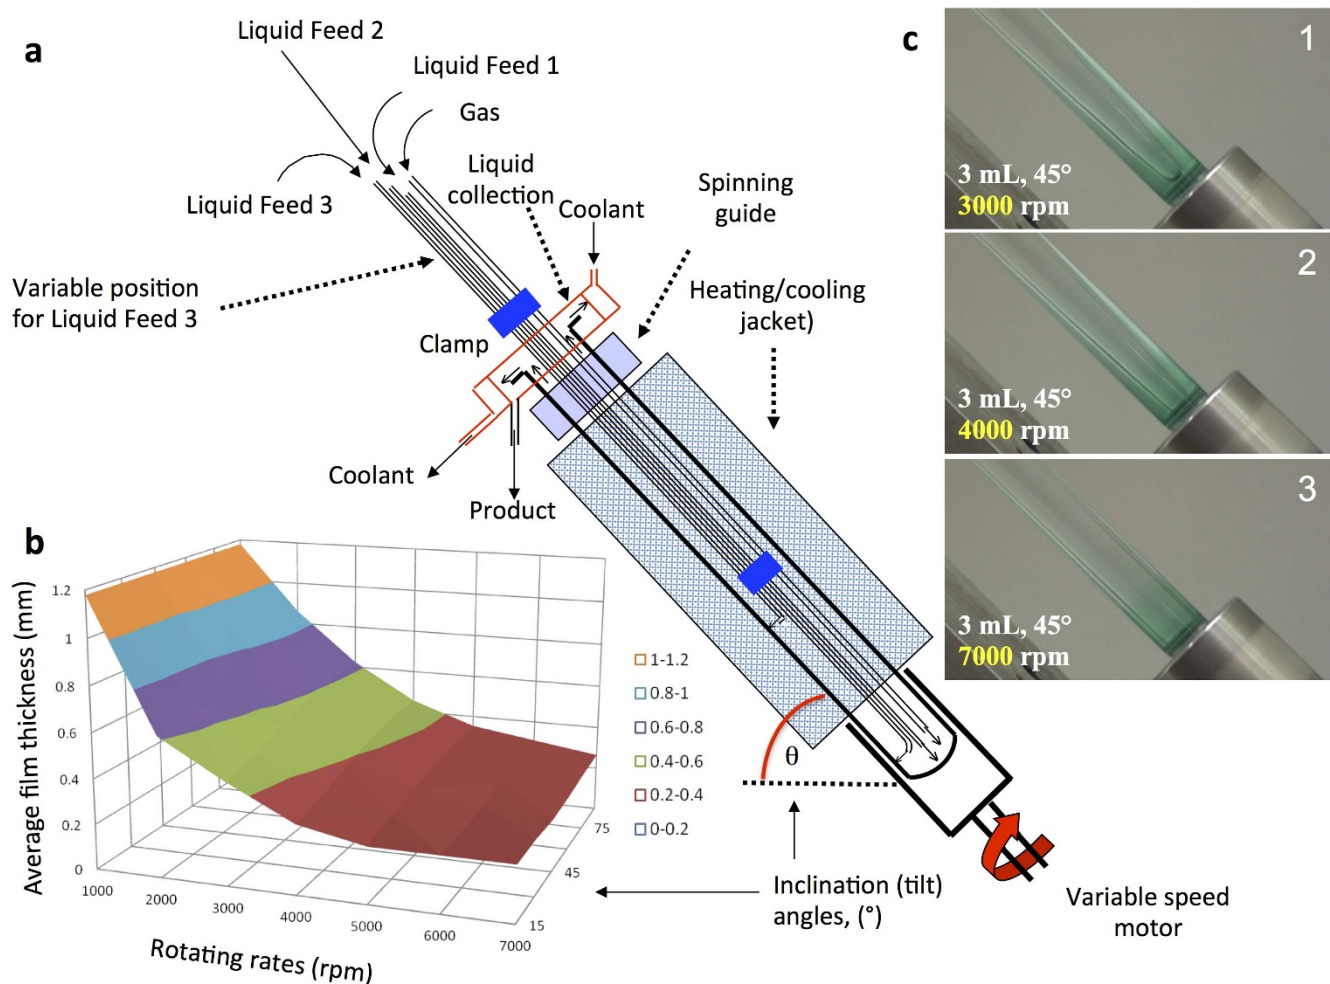 a
Liquid Feed 2
Liquid Feed 1
Gas
Liquid Feed 3
Liquid
collection
Coolant
Spinning
guide
Variable position
for Liquid Feed 3
Clamp
Heating/cooling
jacket)
Coolant
Product
θ
Inclination (tilt)
angles, (°)
Variable speed
motor
b
Average film thickness (mm)
1.2
1
0.8
0.6
0.4
0.2
0
1000
2000
3000
4000
5000
6000
7000
Rotating rates (rpm)
15
45
75
1-1.2
0.8-1
0.6-0.8
0.4-0.6
0.2-0.4
0-0.2
c
1
3 mL, 45°
3000 rpm
2
3 mL, 45°
4000 rpm
3
3 mL, 45°
7000 rpm